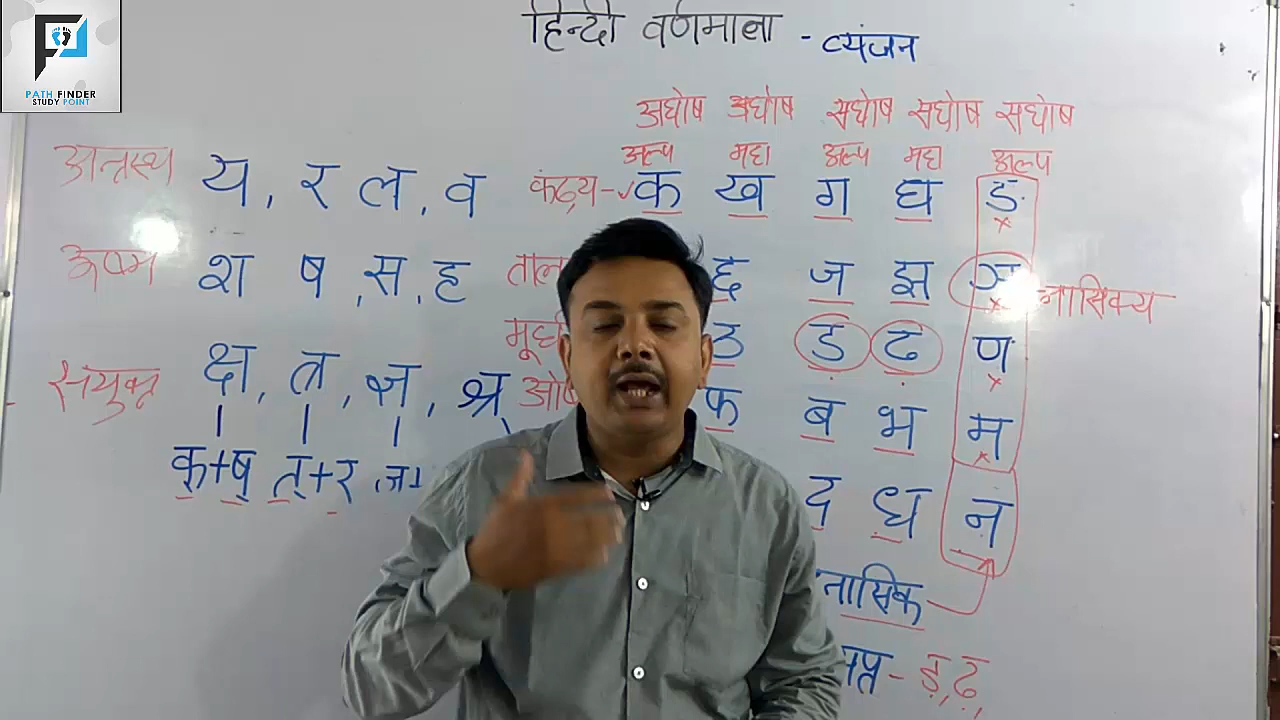 PATH FINDER
STUDY POINT
हिन्दी वर्णमाला - व्यंजन
अघोष अघोष सघोष सघोष सघोष
अल्प महा अल्प महा अल्प
अन्तस्थ य, र ल, व
कंठ्य - क ख ग घ ङ
ऊष्म श ष, स, ह
ज झ ञ नासिक्य
ड ढ ण
संयुक्त क्ष, त्र, ज्ञ, श्र
फ ब भ म
क्+ष् त्+र्
द ध न
नासिक
ड़, ढ़